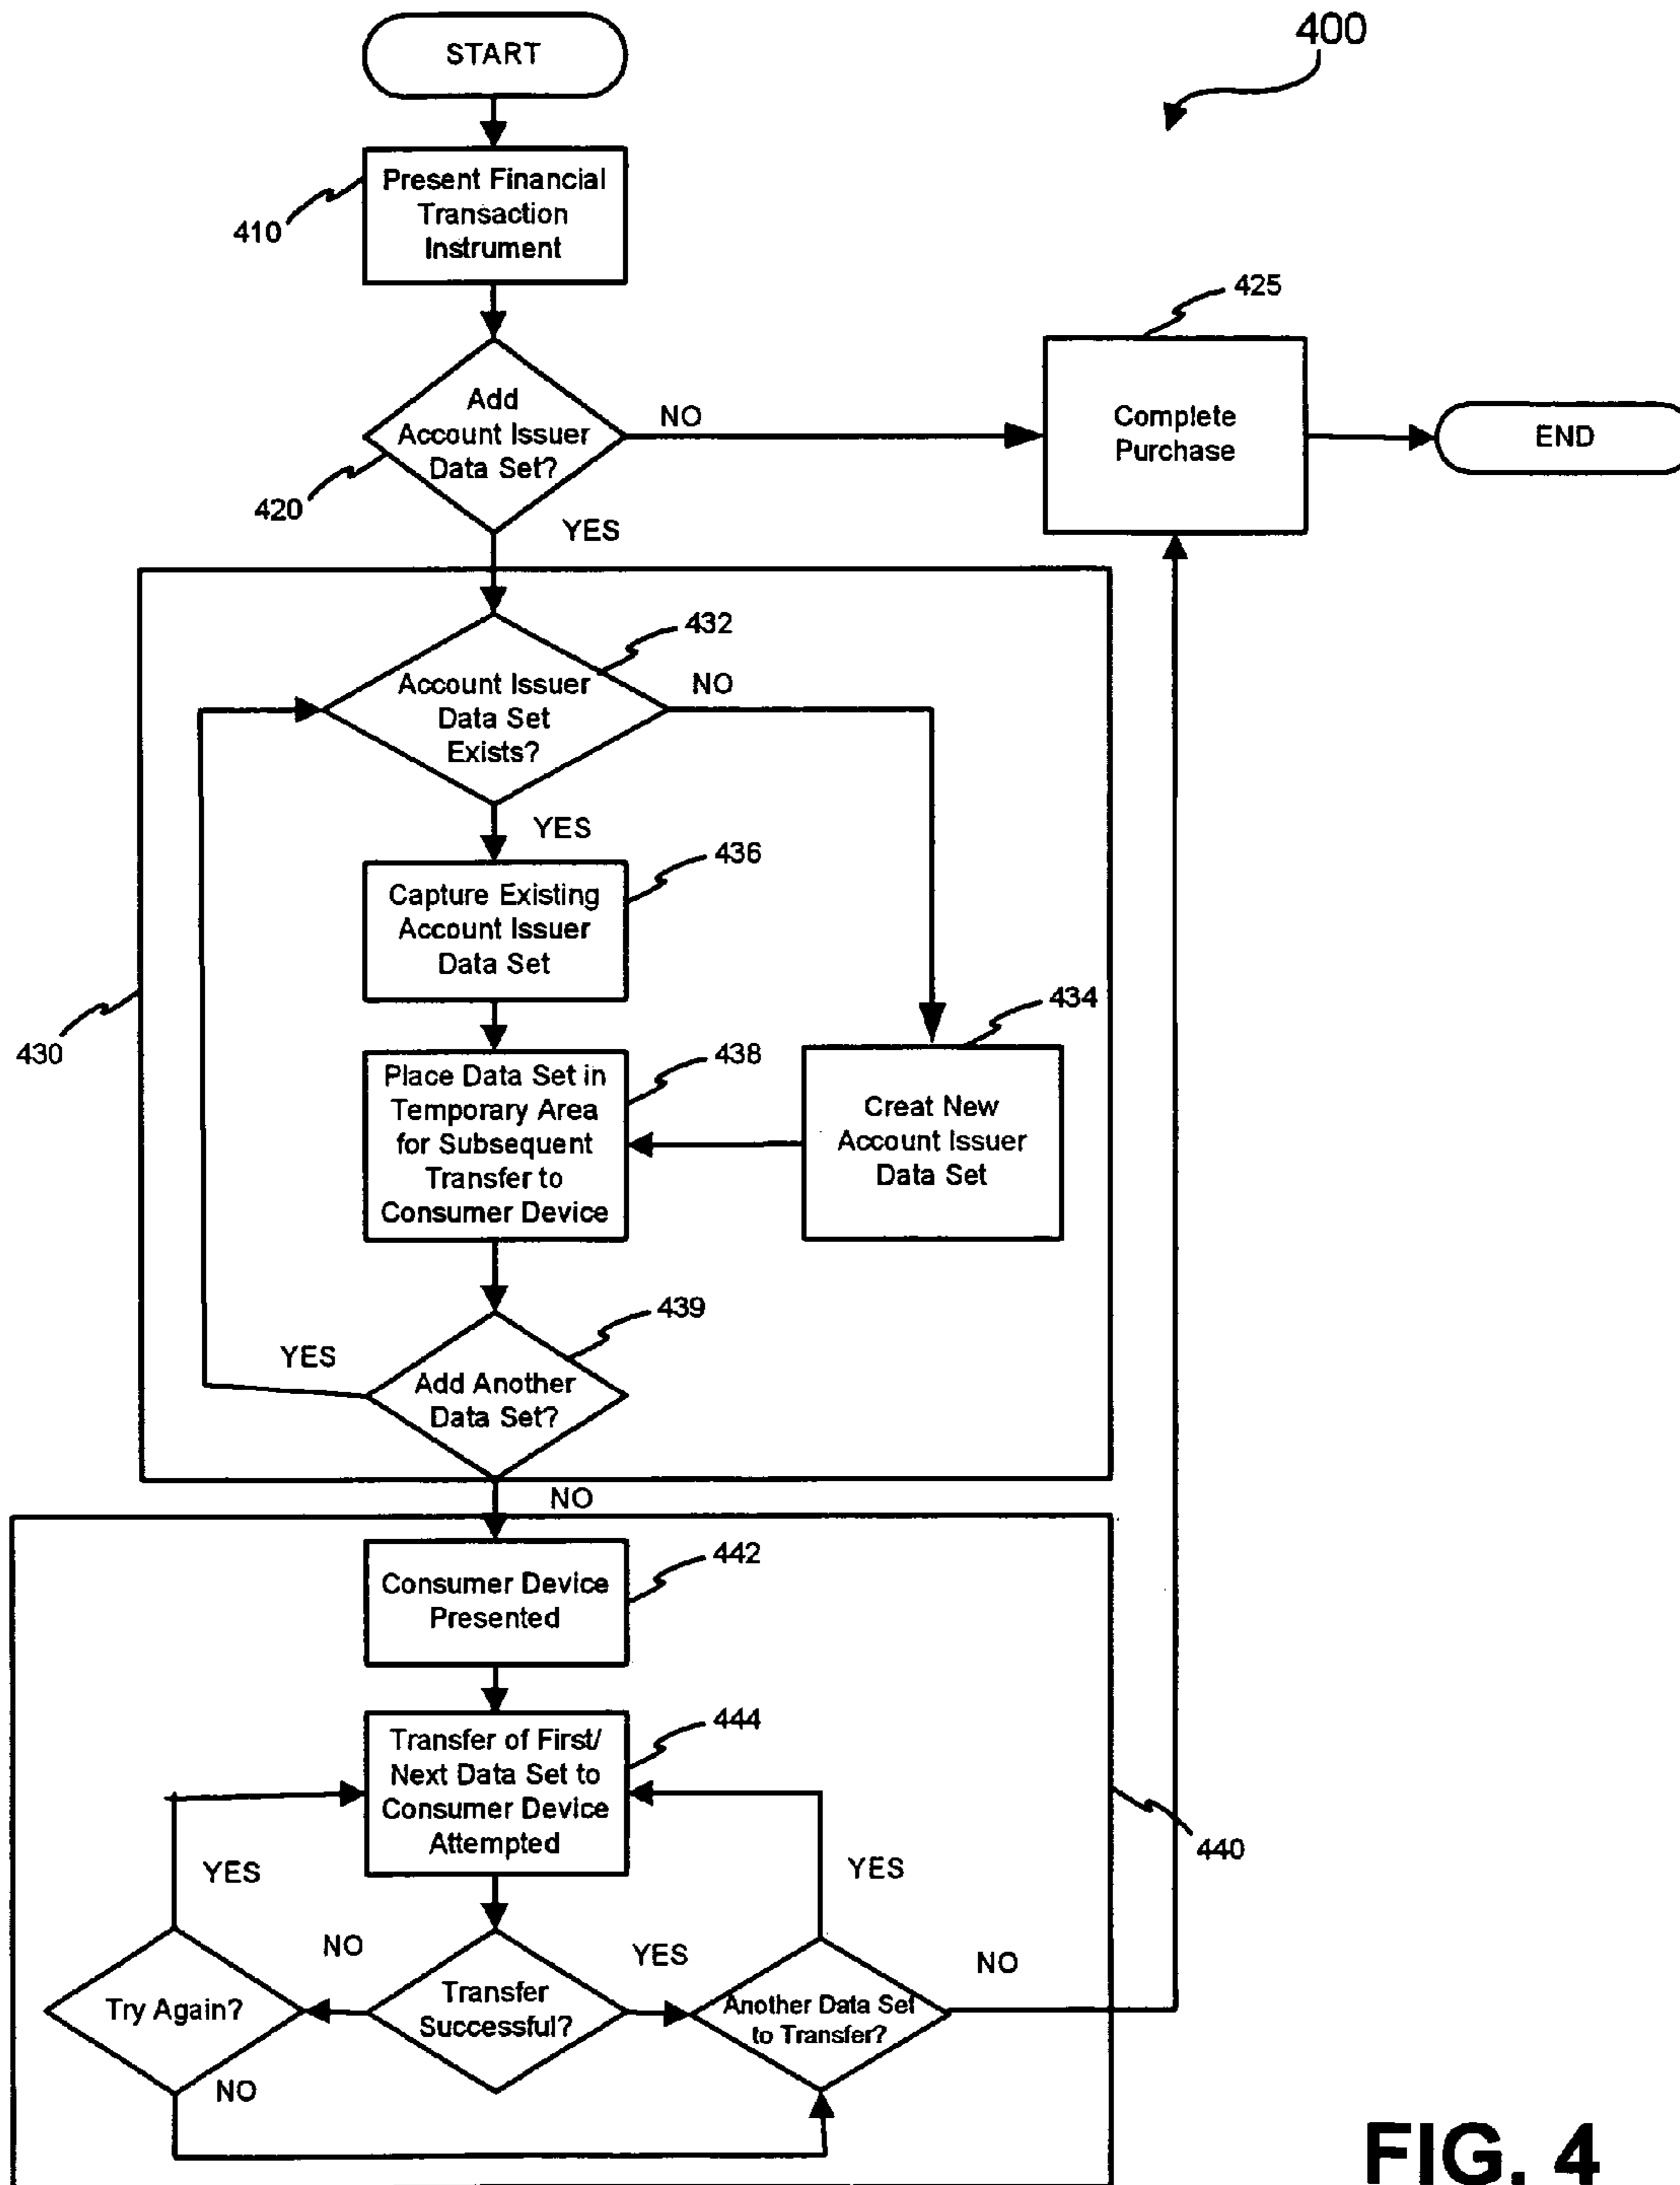 START
400
Present Financial
Transaction
Instrument
410
425
Add
Account Issuer
Data Set?
NO
420
YES
Complete
Purchase
END
432
Account Issuer
Data Set
Exists?
NO
YES
436
Capture Existing
Account Issuer
Data Set
430
434
438
Place Data Set in
Temporary Area
for Subsequent
Transfer to
Consumer Device
Creat New
Account Issuer
Data Set
439
YES
Add Another
Data Set?
NO
442
Consumer Device
Presented
444
Transfer of First/
Next Data Set to
Consumer Device
Attempted
440
YES
YES
NO
YES
NO
Try Again?
Transfer
Successful?
Another Data Set
to Transfer?
NO
FIG. 4